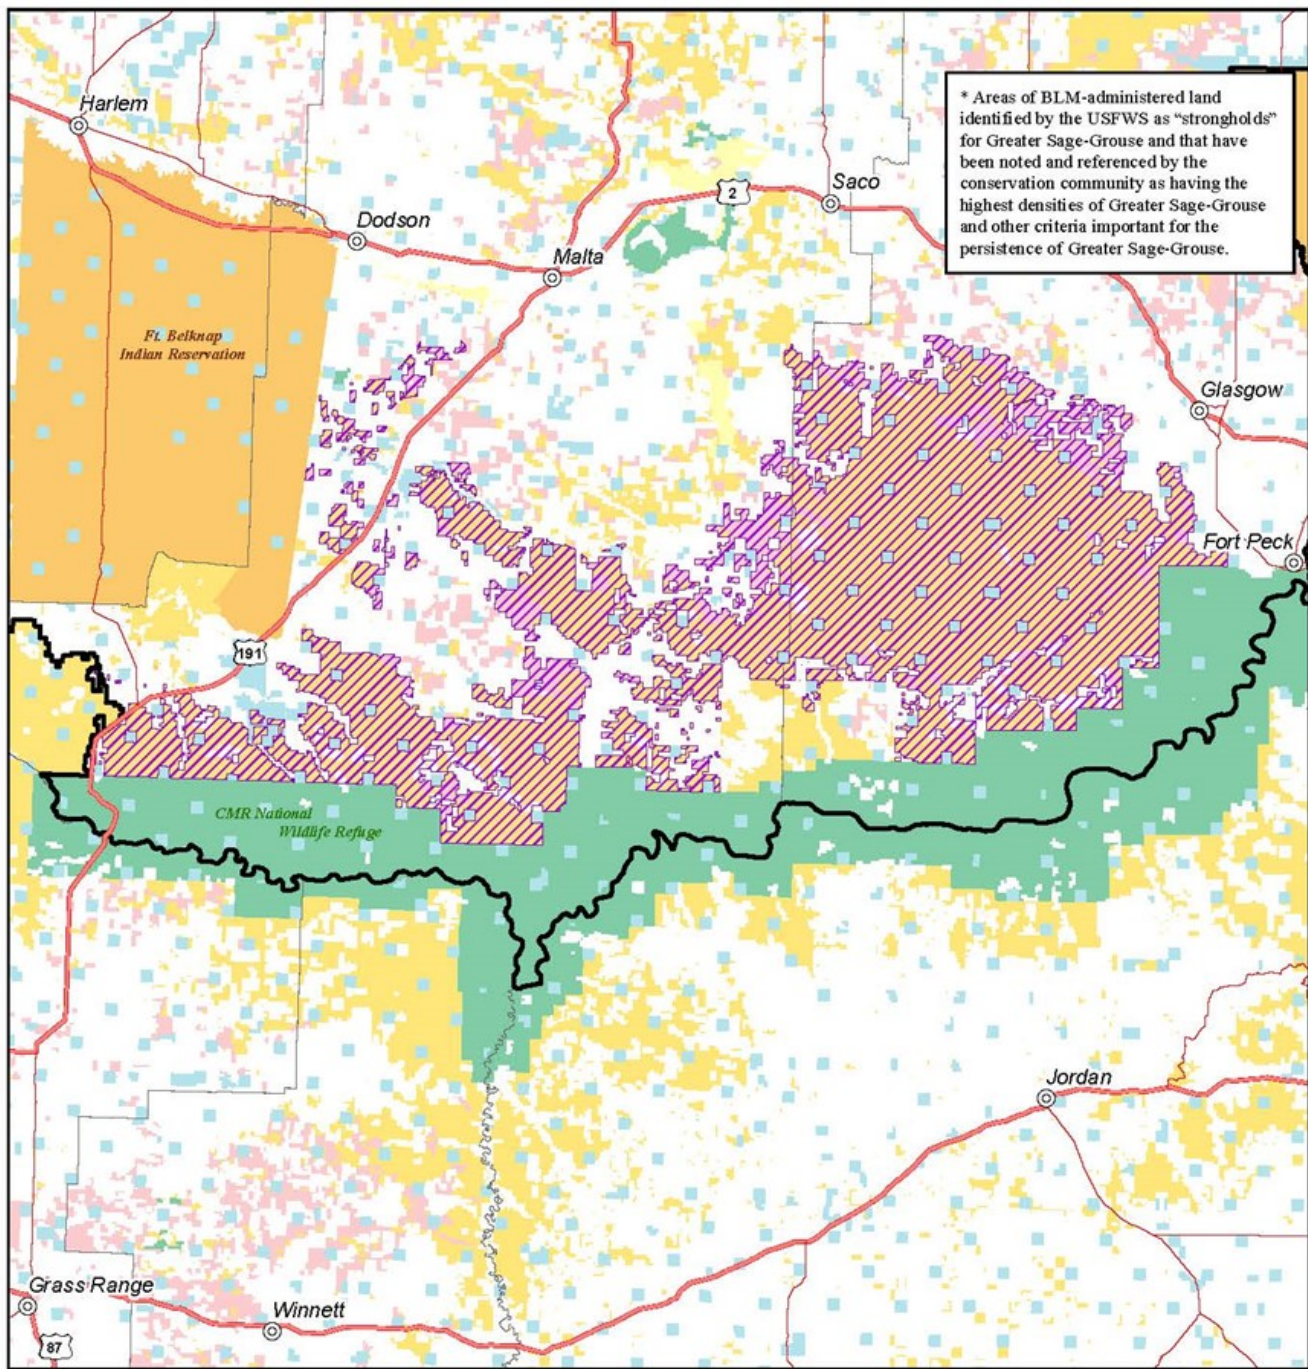 * Areas of BLM-administered land
identified by the USFWS as “strongholds”
for Greater Sage-Grouse and that have
been noted and referenced by the
conservation community as having the
highest densities of Greater Sage-Grouse
and other criteria important for the
persistence of Greater Sage-Grouse.
Harlem
Saco
2
Dodson
Malta
Ft. Belknap
Indian Reservation
Glasgow
Fort Peck
191
CMR National
Wildlife Refuge
Jordan
Grass Range
Winnett
87